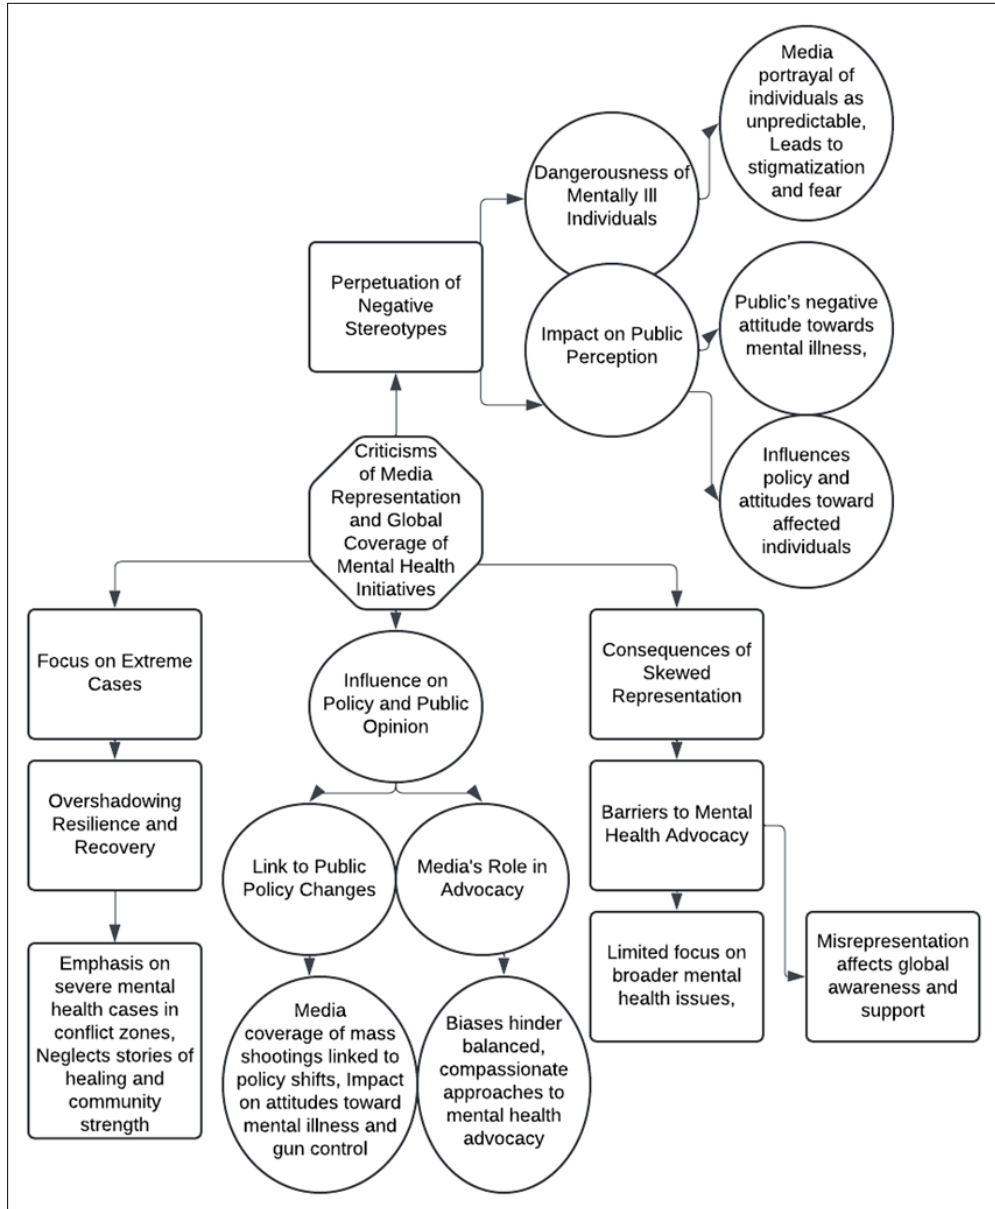 Media
portrayal of
individuals as
unpredictable,
Leads to
stigmatization
and fear
Dangerousness of
Mentally Ill
Individuals
Perpetuation of
Negative
Stereotypes
Impact on Public
Perception
Public's negative
attitude towards
mental illness,
Influences
policy and
attitudes toward
affected
individuals
Criticisms
of Media
Representation
and Global
Coverage of
Mental Health
Initiatives
Focus on Extreme
Cases
Influence on
Policy and Public
Opinion
Consequences of
Skewed
Representation
Overshadowing
Resilience and
Recovery
Link to Public
Policy Changes
Media's Role in
Advocacy
Barriers to Mental
Health Advocacy
Emphasis on
severe mental
health cases in
conflict zones,
Neglects stories of
healing and
community
strength
Media
coverage of mass
shootings linked to
policy shifts, Impact
on attitudes toward
mental illness and
gun control
Biases hinder
balanced,
compassionate
approaches to
mental health
advocacy
Limited focus on
broader mental
health issues,
Misrepresentation
affects global
awareness and
support